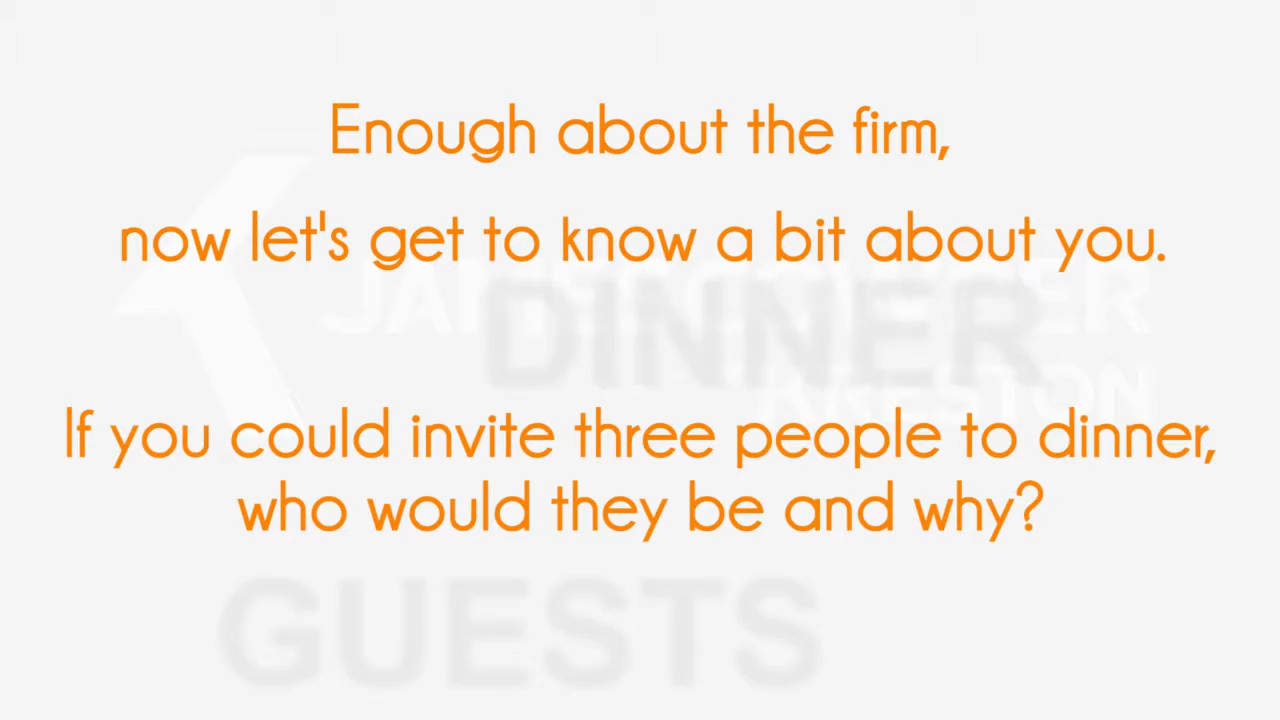 Enough about the firm,
now let's get to know a bit about you.
DINNER
If you could invite three people to dinner,
who would they be and why?
GUESTS